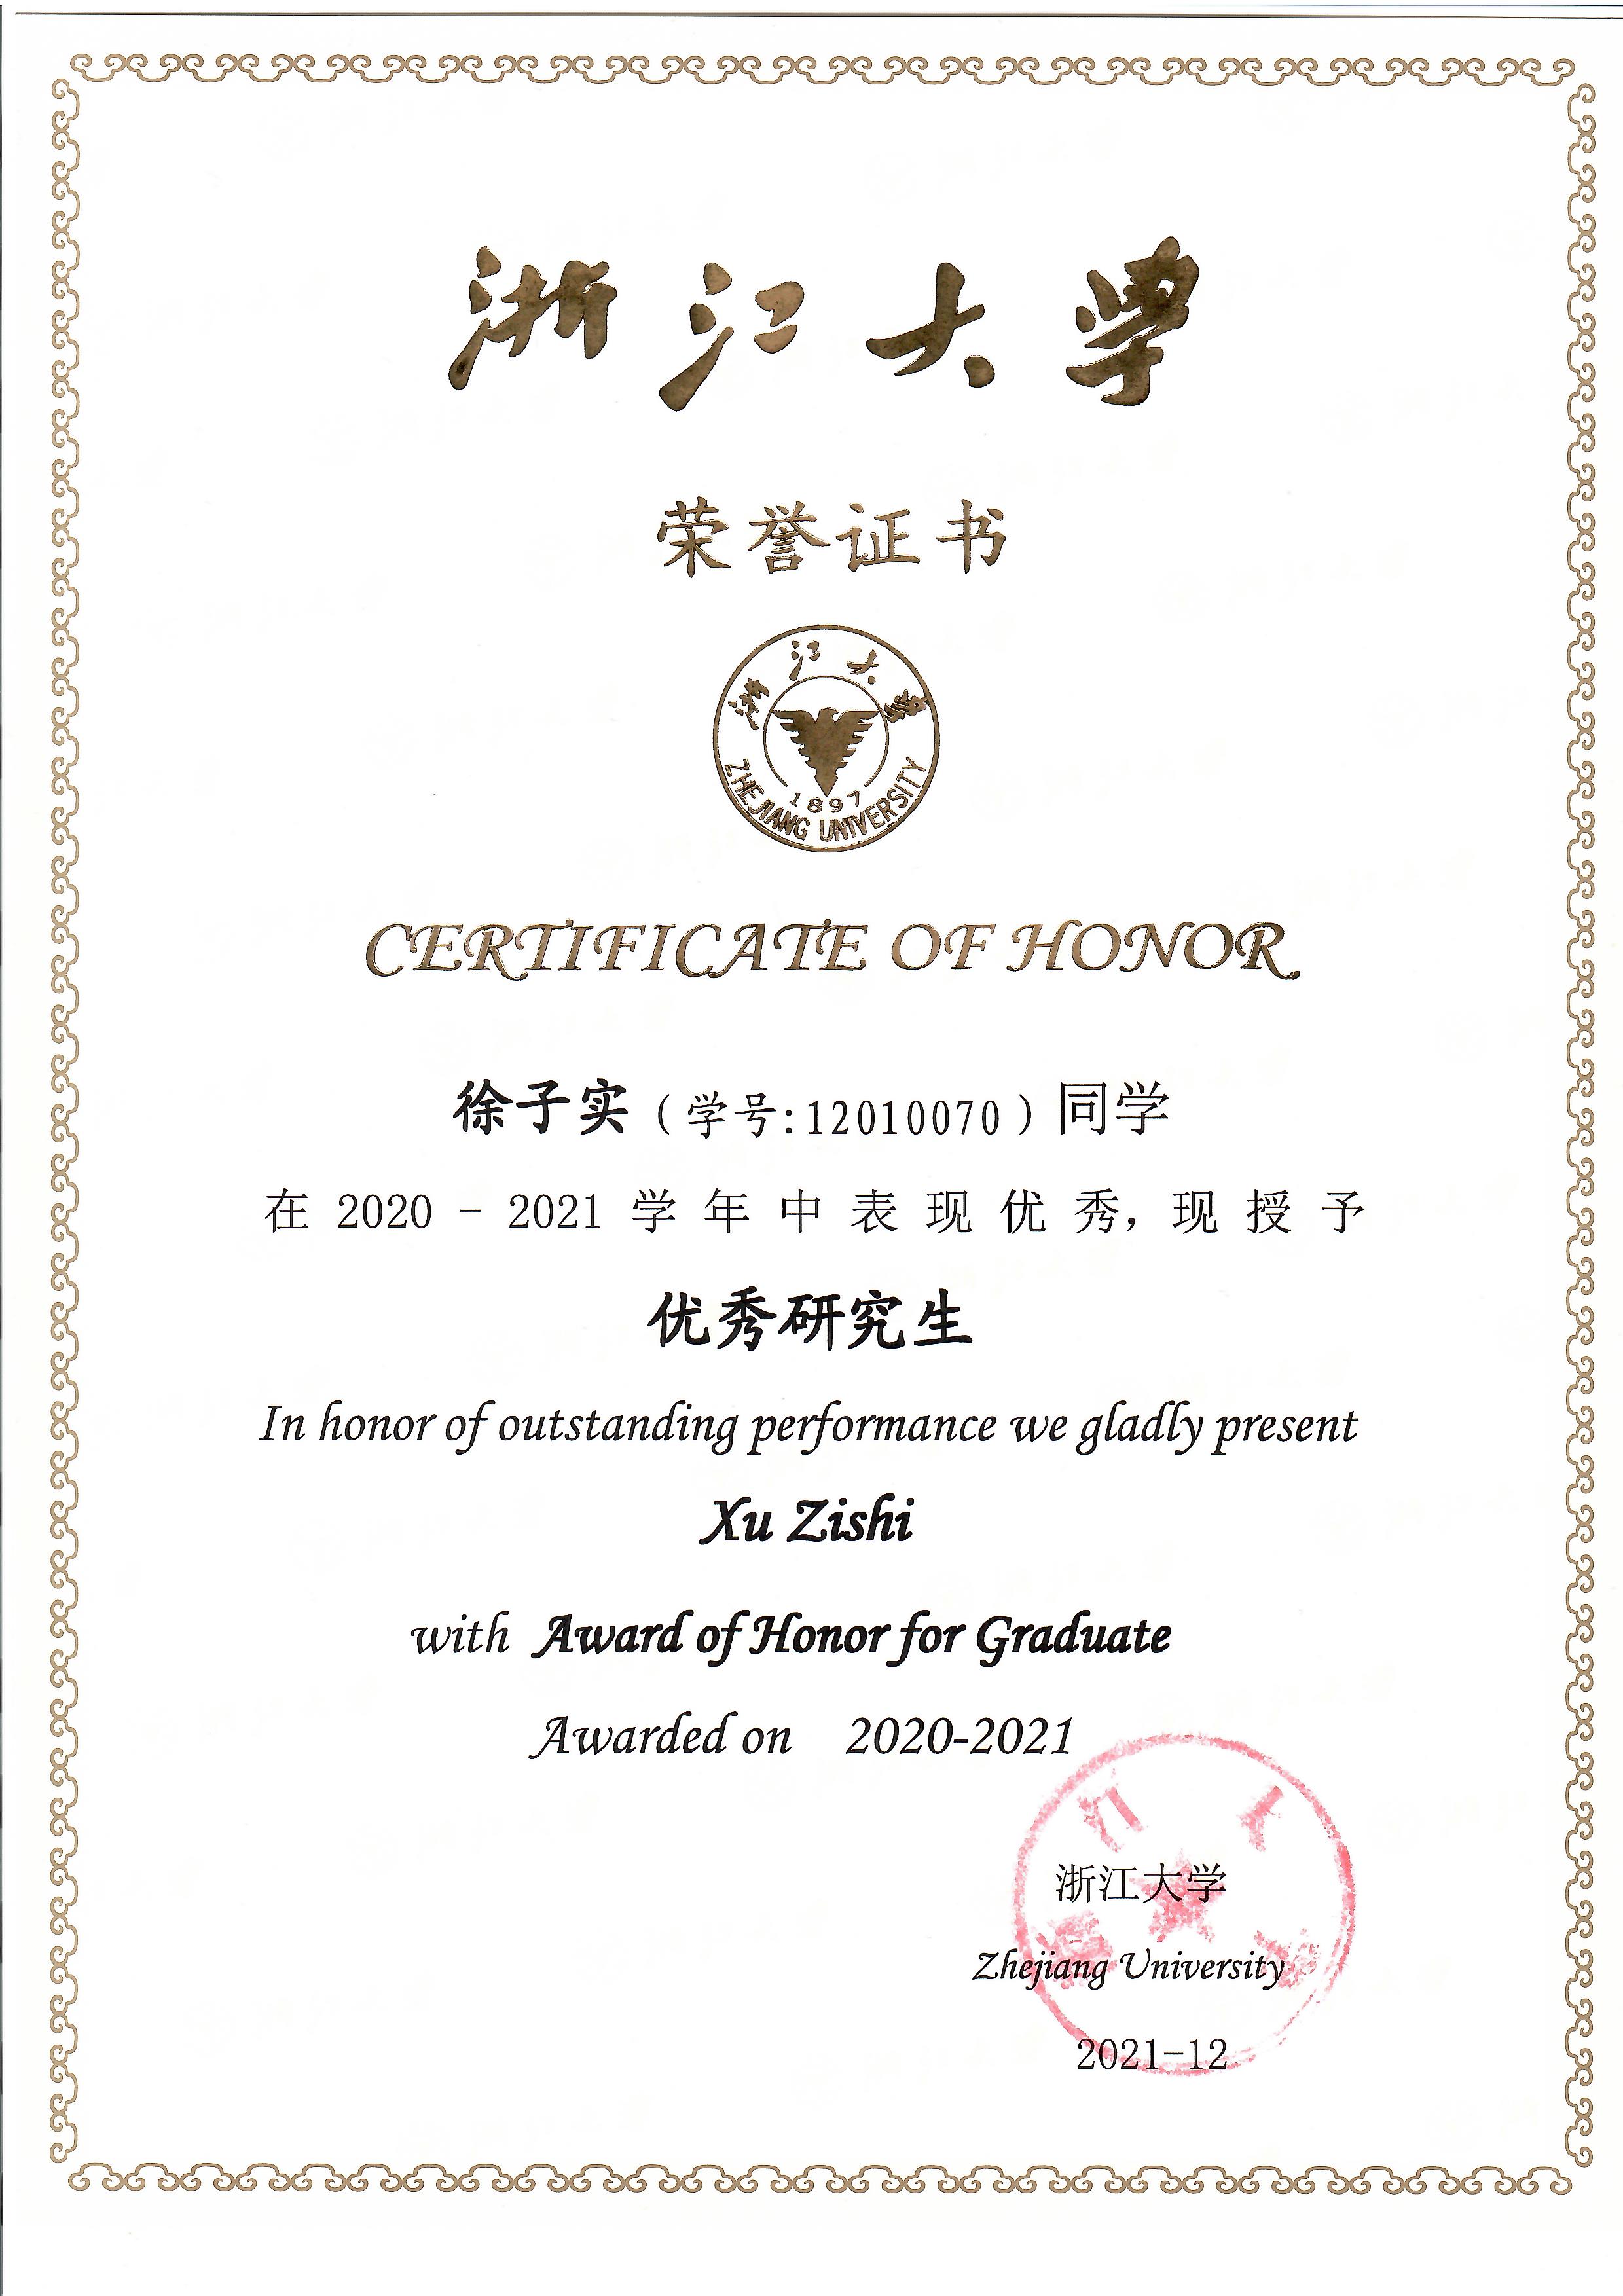 浙江大學
荣誉证书
浙江大學
1897
ZHEJIANG UNIVERSITY
CERTIFICATE OF HONOR
徐子实（学号:12010070）同学
在 2020 - 2021 学年中表现优秀，现授予
优秀研究生
In honor of outstanding performance we gladly present
Xu Zishi
with Award of Honor for Graduate
Awarded on 2020-2021
浙江大学
Zhejiang University
2021-12